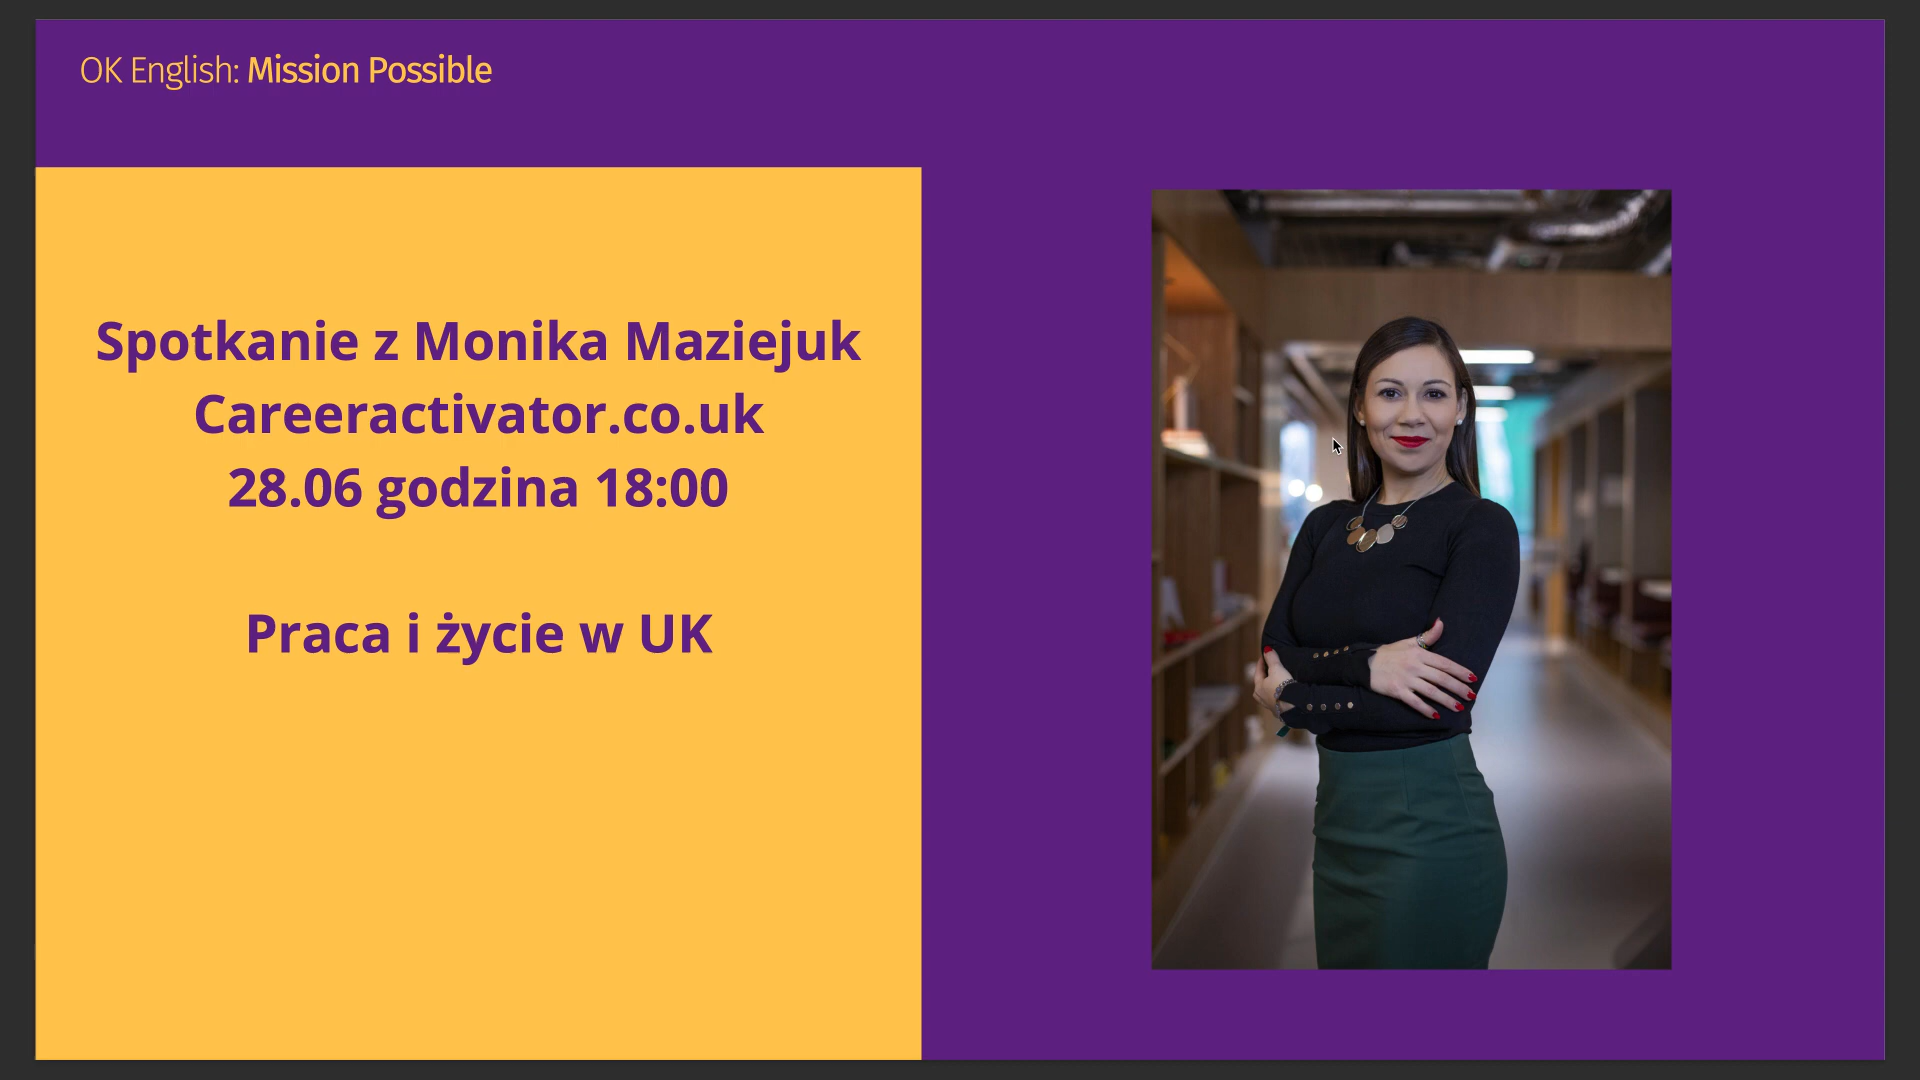 OK English: Mission Possible
Spotkanie z Monika Maziejuk
Careeractivator.co.uk
28.06 godzina 18:00
Praca i życie w UK